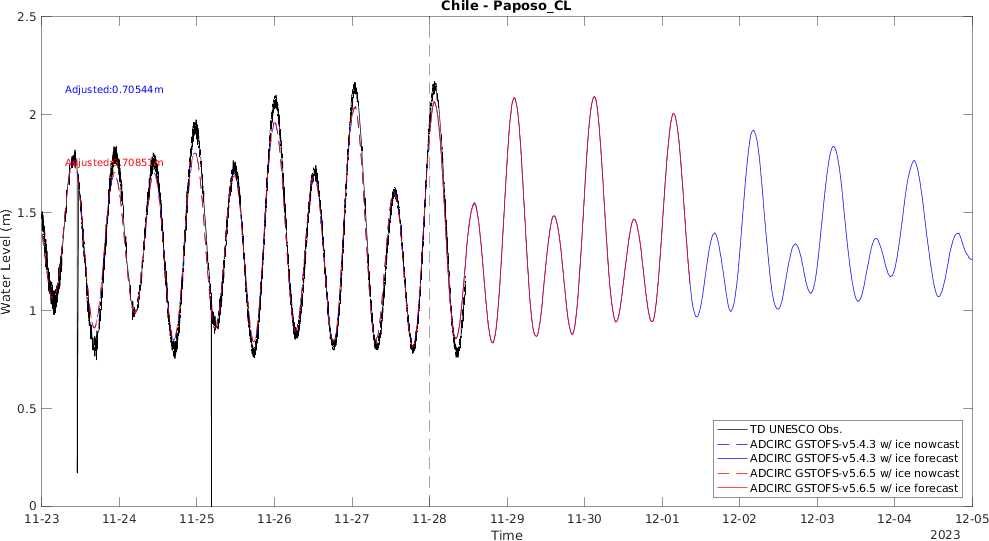 Chile - Paposo_CL
2.5
Adjusted:0.70544m
2
Adjusted:0.70851m
1.5
Water Level (m)
1
0.5
TD UNESCO Obs.
ADCIRC GSTOFS-v5.4.3 w/ ice nowcast
ADCIRC GSTOFS-v5.4.3 w/ ice forecast
ADCIRC GSTOFS-v5.6.5 w/ ice nowcast
ADCIRC GSTOFS-v5.6.5 w/ ice forecast
0
11-23 11-24 11-25 11-26 11-27 11-28 11-29 11-30 12-01 12-02 12-03 12-04 12-05
Time
2023